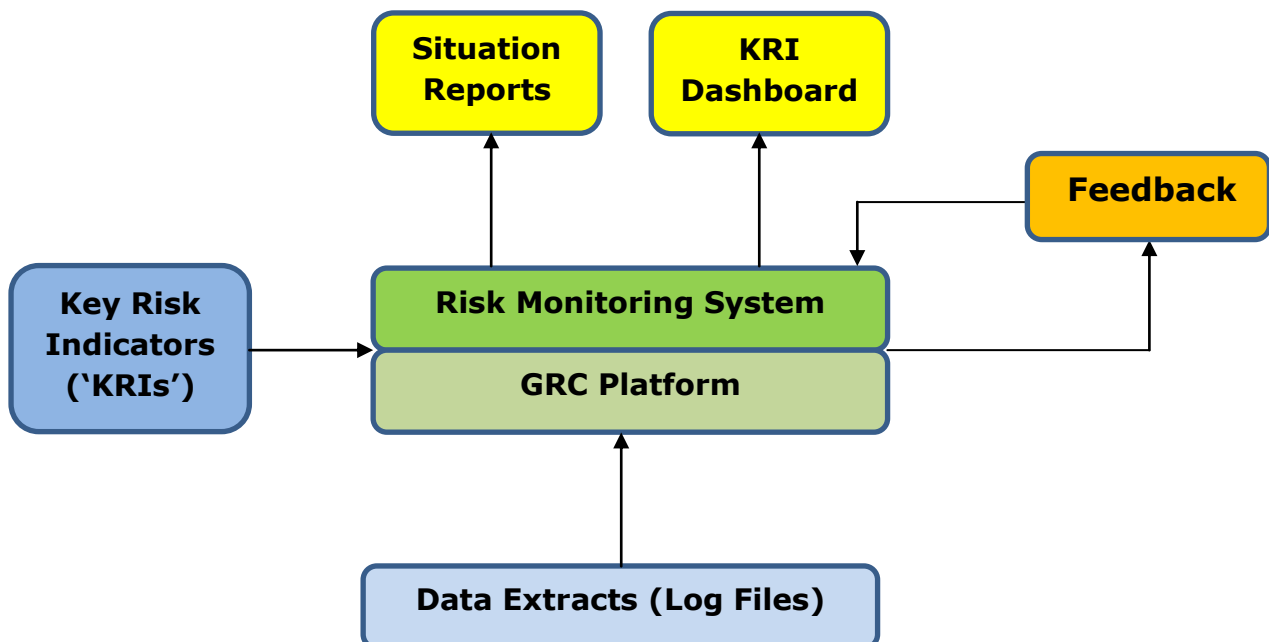 Situation
Reports
KRI
Dashboard
Feedback
Key Risk
Indicators
(‘KRIs’)
Risk Monitoring System
GRC Platform
Data Extracts (Log Files)